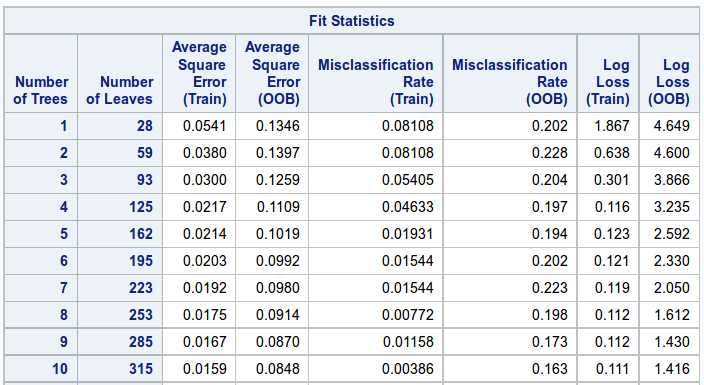 Fit Statistics
Number of Trees Number of Leaves Average Square Error (Train) Average Square Error (OOB) Misclassification Rate (Train) Misclassification Rate (OOB) Log Loss (Train) Log Loss (OOB)
1 28 0.0541 0.1346 0.08108 0.202 1.867 4.649
2 59 0.0380 0.1397 0.08108 0.228 0.638 4.600
3 93 0.0300 0.1259 0.05405 0.204 0.301 3.866
4 125 0.0217 0.1109 0.04633 0.197 0.116 3.235
5 162 0.0214 0.1019 0.01931 0.194 0.123 2.592
6 195 0.0203 0.0992 0.01544 0.202 0.121 2.330
7 223 0.0192 0.0980 0.01544 0.223 0.119 2.050
8 253 0.0175 0.0914 0.00772 0.198 0.112 1.612
9 285 0.0167 0.0870 0.01158 0.173 0.112 1.430
10 315 0.0159 0.0848 0.00386 0.163 0.111 1.416